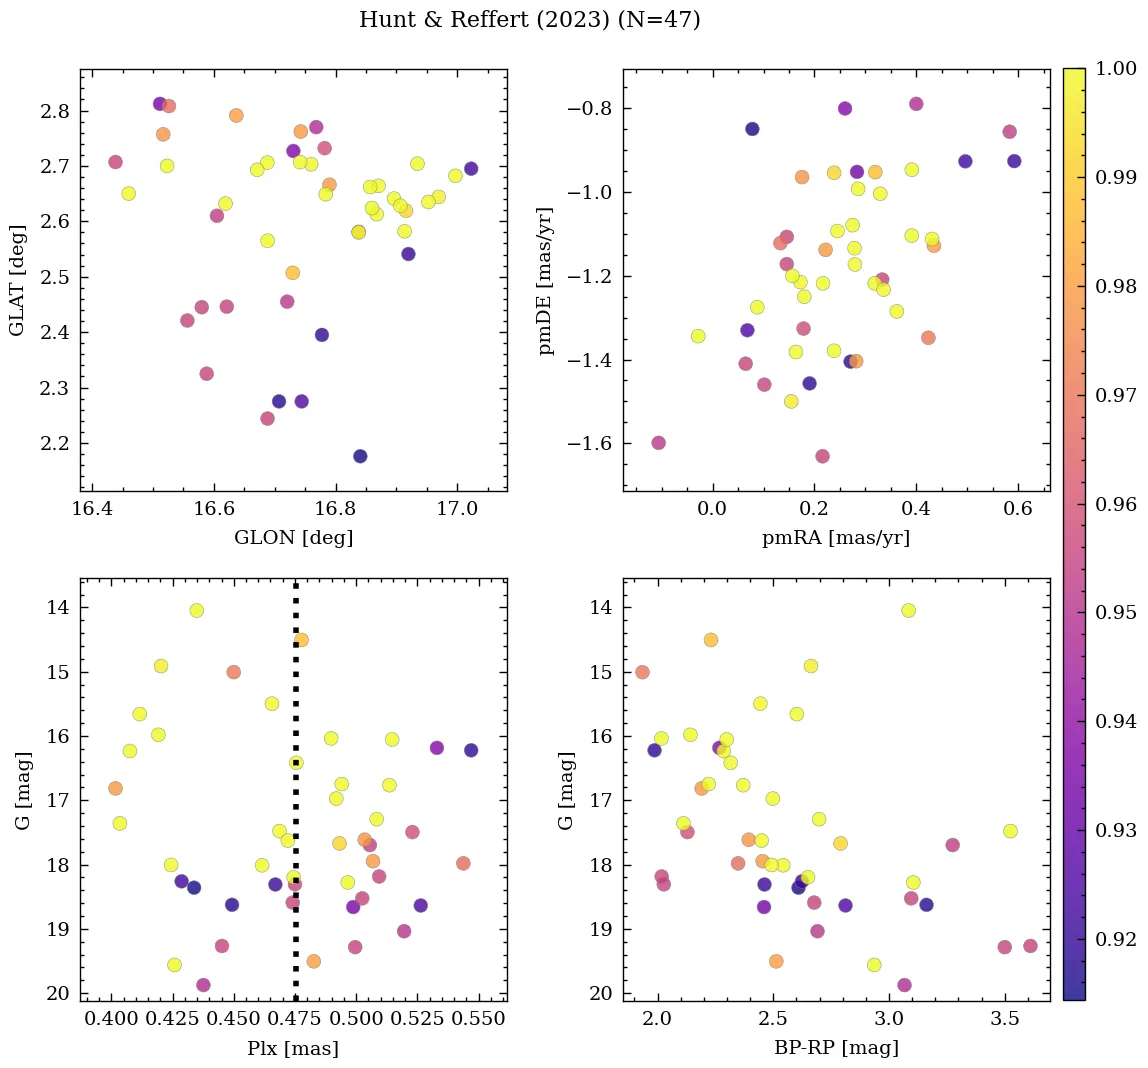 Hunt & Reffert (2023) (N=47)
2.8
2.7
2.6
2.5
2.4
2.3
2.2
GLAT [deg]
16.4 16.6 16.8 17.0
GLON [deg]
−0.8
−1.0
−1.2
−1.4
−1.6
pmDE [mas/yr]
0.0 0.2 0.4 0.6
pmRA [mas/yr]
1.00
0.99
0.98
0.97
0.96
0.95
0.94
0.93
0.92
14
15
16
17
18
19
20
G [mag]
0.400 0.425 0.450 0.475 0.500 0.525 0.550
Plx [mas]
14
15
16
17
18
19
20
G [mag]
2.0 2.5 3.0 3.5
BP-RP [mag]